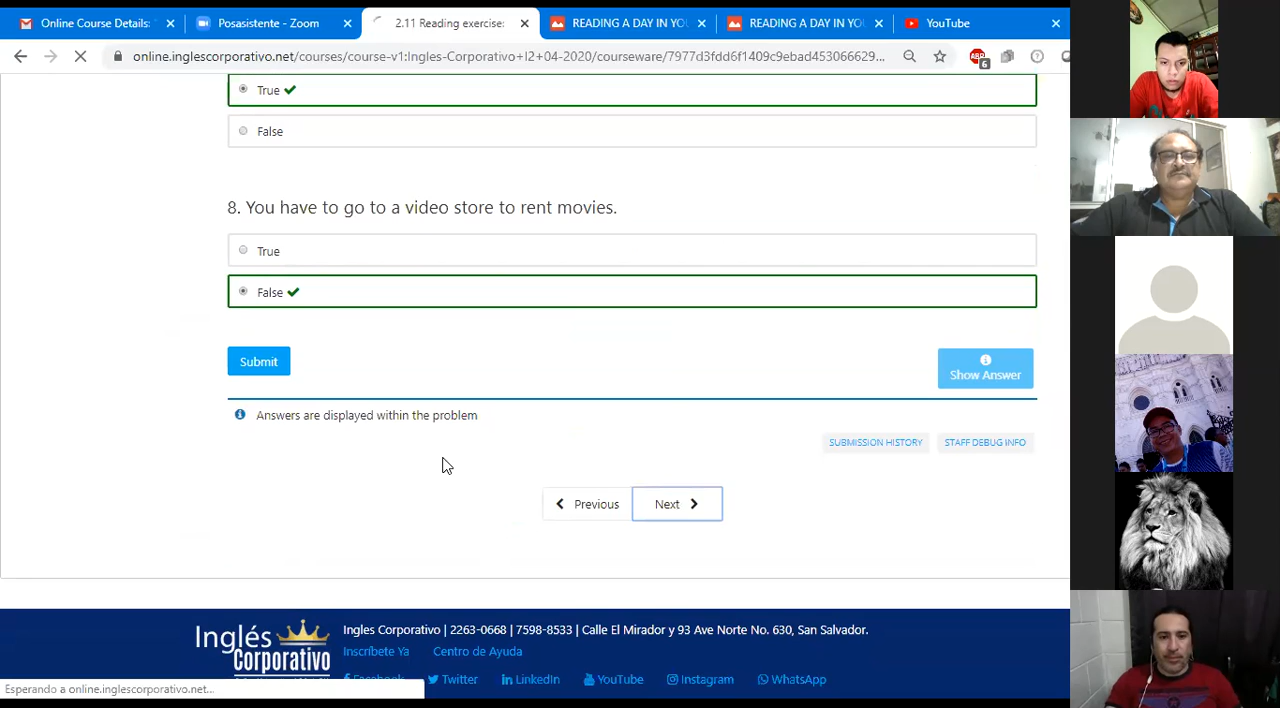 Online Course Details:
Posasistente - Zoom
2.11 Reading exercise:
READING A DAY IN YO
READING A DAY IN YO
YouTube
online.inglescorporativo.net/courses/course-v1:Ingles-Corporativo+I2+04-2020/courseware/7977d3fdd6f1409c9ebad453066629...
ABP
6
True
False
8. You have to go to a video store to rent movies.
True
False
Submit
Show Answer
Answers are displayed within the problem
SUBMISSION HISTORY
STAFF DEBUG INFO
Previous
Next
Inglés Corporativo
Ingles Corporativo | 2263-0668 | 7598-8533 | Calle El Mirador y 93 Ave Norte No. 630, San Salvador.
Inscríbete Ya
Centro de Ayuda
Facebook
Twitter
LinkedIn
YouTube
Instagram
WhatsApp
Esperando a online.inglescorporativo.net...